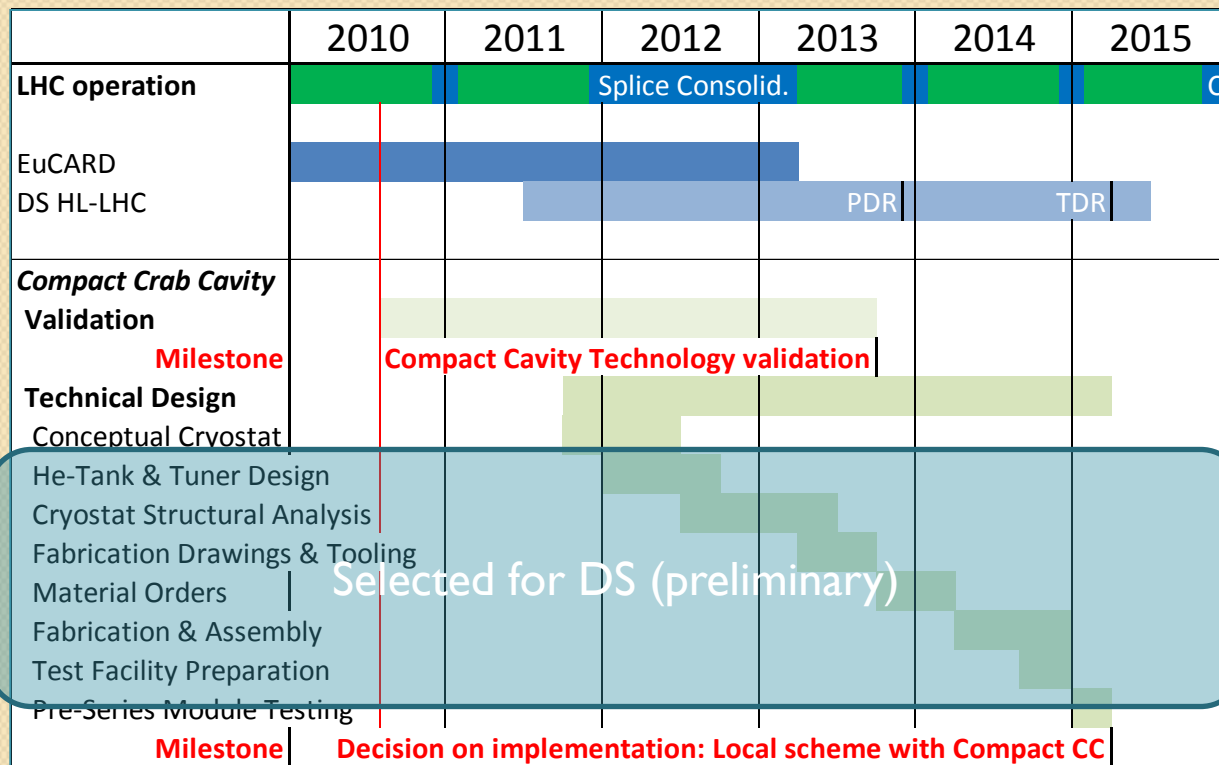 2010 2011 2012 2013 2014 2015
LHC operation Splice Consolid.
EuCARD
DS HL-LHC PDR TDR
Compact Crab Cavity
Validation
Milestone Compact Cavity Technology validation
Technical Design
Conceptual Cryostat
He-Tank & Tuner Design
Cryostat Structural Analysis
Fabrication Drawings & Tooling
Selected for DS (preliminary)
Material Orders
Fabrication & Assembly
Test Facility Preparation
Pre-Series Module Testing
Milestone Decision on implementation: Local scheme with Compact CC